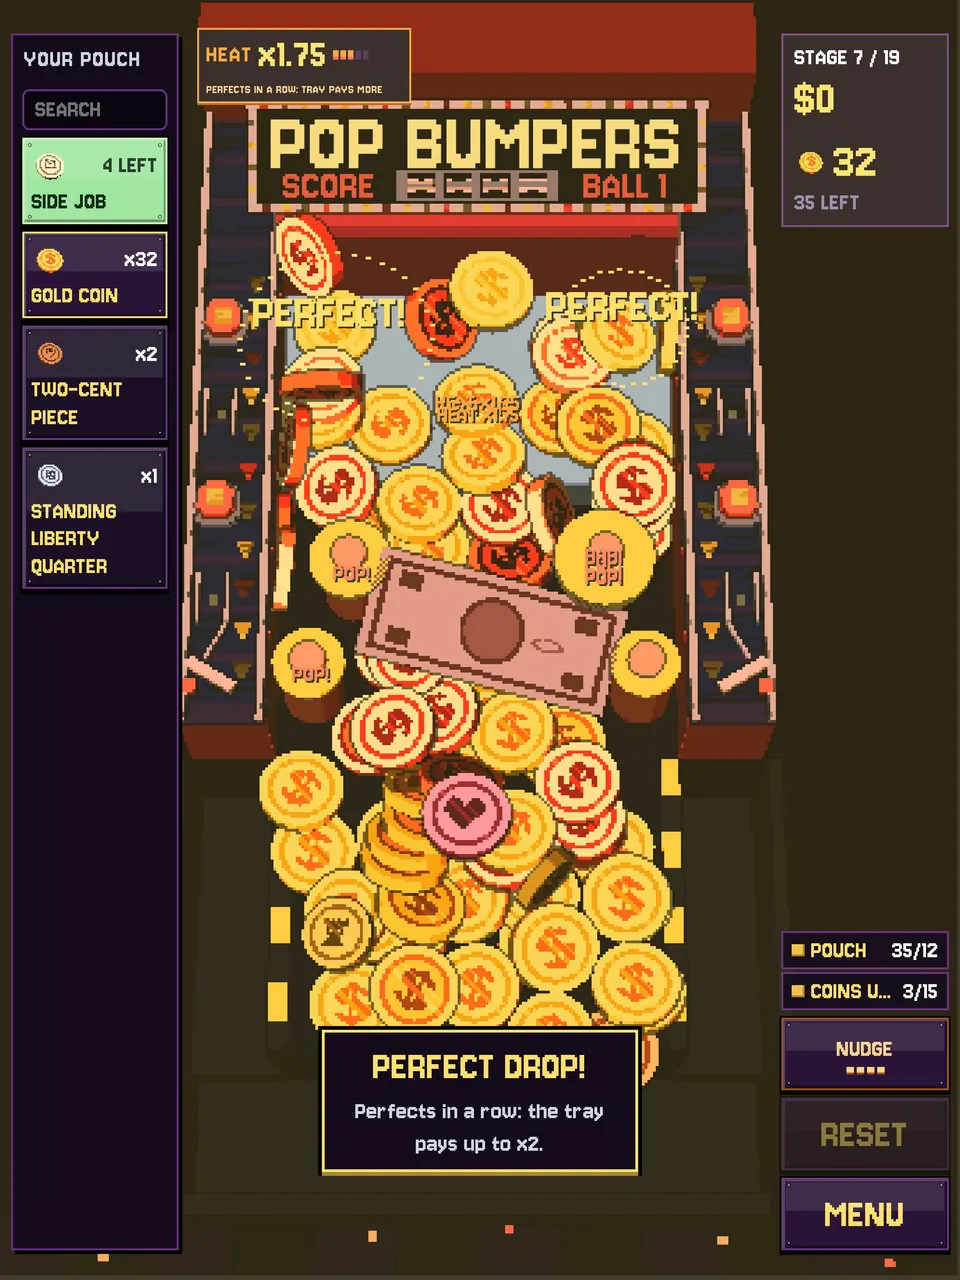 YOUR POUCH
SEARCH
4 LEFT
SIDE JOB
x32
GOLD COIN
x2
TWO-CENT
PIECE
x1
STANDING
LIBERTY
QUARTER
HEAT x1.75
PERFECTS IN A ROW: TRAY PAYS MORE
POP BUMPERS
SCORE
BALL 1
PERFECT!
PERFECT!
HEAT X1.75
POP!
POP!
POP!
PERFECT DROP!
Perfects in a row: the tray
pays up to x2.
STAGE 7 / 19
$0
32
35 LEFT
POUCH 35/12
COINS U... 3/15
NUDGE
RESET
MENU